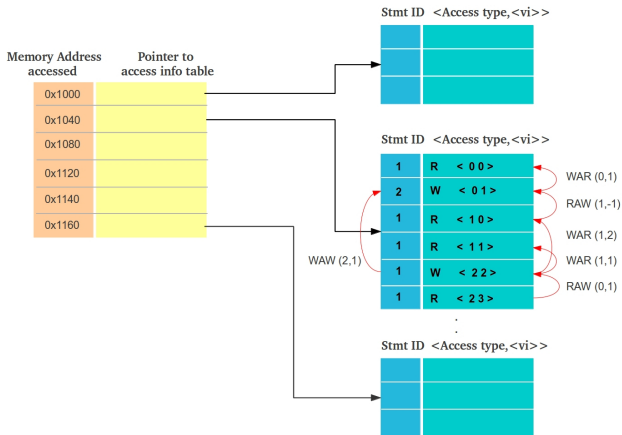 Stmt ID <Access type,<vi>>
Memory Address
accessed
Pointer to
access info table
0x1000
0x1040
0x1080
0x1120
0x1140
0x1160
Stmt ID <Access type,<vi>>
1 R < 0 0 >
2 W < 0 1 >
1 R < 1 0 >
1 R < 1 1 >
1 W < 2 2 >
1 R < 2 3 >
WAR (0,1)
RAW (1,-1)
WAR (1,2)
WAR (1,1)
RAW (0,1)
WAW (2,1)
.
.
Stmt ID <Access type,<vi>>